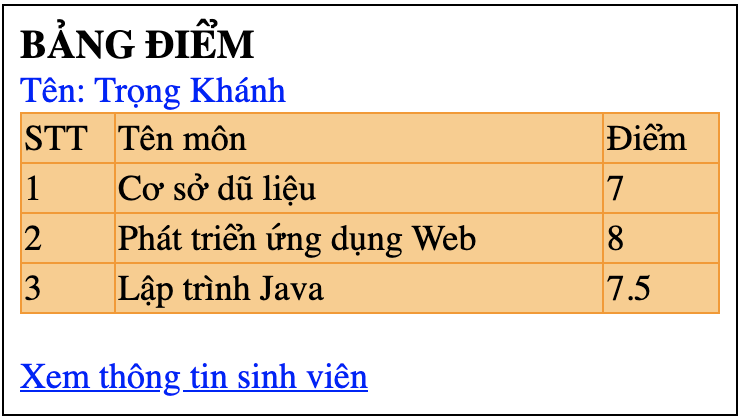 BẢNG ĐIỂM
Tên: Trọng Khánh
STT Tên môn Điểm
1 Cơ sở dũ liệu 7
2 Phát triển ứng dụng Web 8
3 Lập trình Java 7.5
Xem thông tin sinh viên